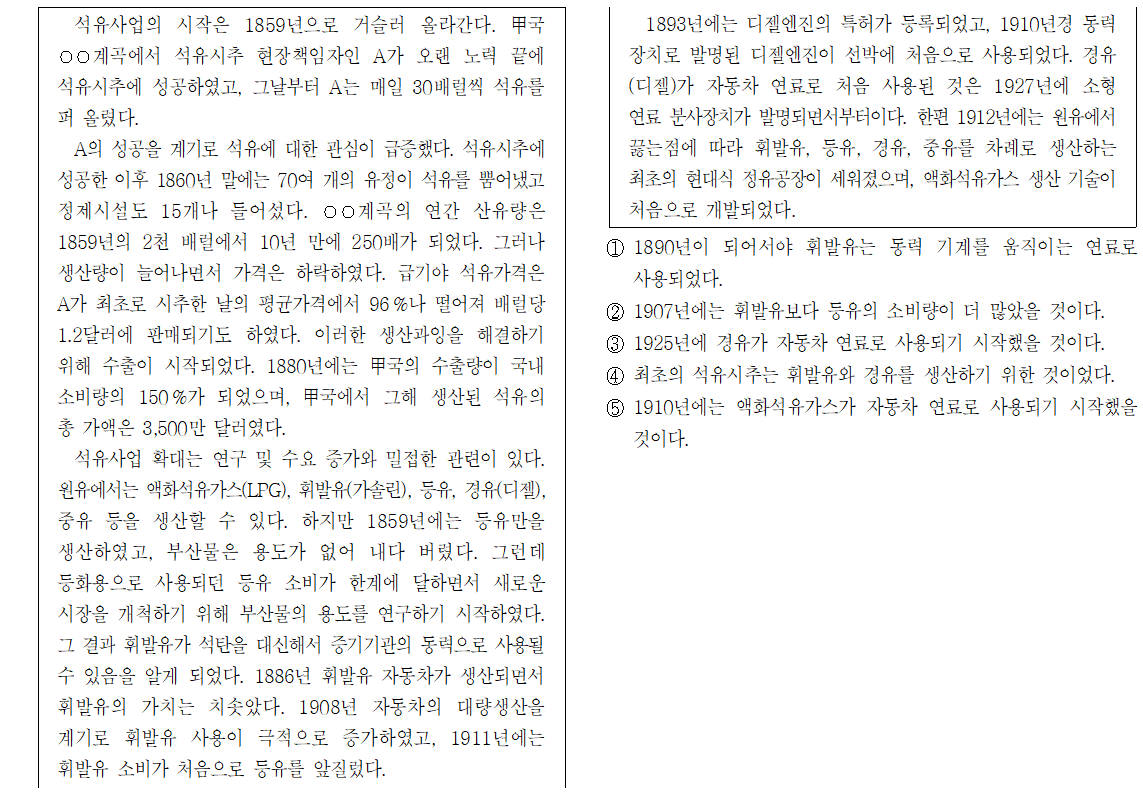 석유사업의 시작은 1859년으로 거슬러 올라간다. 甲국
○○계곡에서 석유시추 현장책임자인 A가 오랜 노력 끝에
석유시추에 성공하였고, 그날부터 A는 매일 30배럴씩 석유를
퍼 올렸다.
A의 성공을 계기로 석유에 대한 관심이 급증했다. 석유시추에
성공한 이후 1860년 말에는 70여 개의 유정이 석유를 뿜어냈고
정제시설도 15개나 들어섰다. ○○계곡의 연간 산유량은
1859년의 2천 배럴에서 10년 만에 250배가 되었다. 그러나
생산량이 늘어나면서 가격은 하락하였다. 급기야 석유가격은
A가 최초로 시추한 날의 평균가격에서 96%나 떨어져 배럴당
1.2달러에 판매되기도 하였다. 이러한 생산과잉을 해결하기
위해 수출이 시작되었다. 1880년에는 甲국의 수출량이 국내
소비량의 150%가 되었으며, 甲국에서 그해 생산된 석유의
총 가액은 3,500만 달러였다.
석유사업 확대는 연구 및 수요 증가와 밀접한 관련이 있다.
원유에서는 액화석유가스(LPG), 휘발유(가솔린), 등유, 경유(디젤),
중유 등을 생산할 수 있다. 하지만 1859년에는 등유만을
생산하였고, 부산물은 용도가 없어 내다 버렸다. 그런데
등화용으로 사용되던 등유 소비가 한계에 달하면서 새로운
시장을 개척하기 위해 부산물의 용도를 연구하기 시작하였다.
그 결과 휘발유가 석탄을 대신해서 증기기관의 동력으로 사용될
수 있음을 알게 되었다. 1886년 휘발유 자동차가 생산되면서
휘발유의 가치는 치솟았다. 1908년 자동차의 대량생산을
계기로 휘발유 사용이 극적으로 증가하였고, 1911년에는
휘발유 소비가 처음으로 등유를 앞질렀다.
1893년에는 디젤엔진의 특허가 등록되었고, 1910년경 동력
장치로 발명된 디젤엔진이 선박에 처음으로 사용되었다. 경유
(디젤)가 자동차 연료로 처음 사용된 것은 1927년에 소형
연료 분사장치가 발명되면서부터이다. 한편 1912년에는 원유에서
끓는점에 따라 휘발유, 등유, 경유, 중유를 차례로 생산하는
최초의 현대식 정유공장이 세워졌으며, 액화석유가스 생산 기술이
처음으로 개발되었다.
① 1890년이 되어서야 휘발유는 동력 기계를 움직이는 연료로
사용되었다.
② 1907년에는 휘발유보다 등유의 소비량이 더 많았을 것이다.
③ 1925년에 경유가 자동차 연료로 사용되기 시작했을 것이다.
④ 최초의 석유시추는 휘발유와 경유를 생산하기 위한 것이었다.
⑤ 1910년에는 액화석유가스가 자동차 연료로 사용되기 시작했을
것이다.